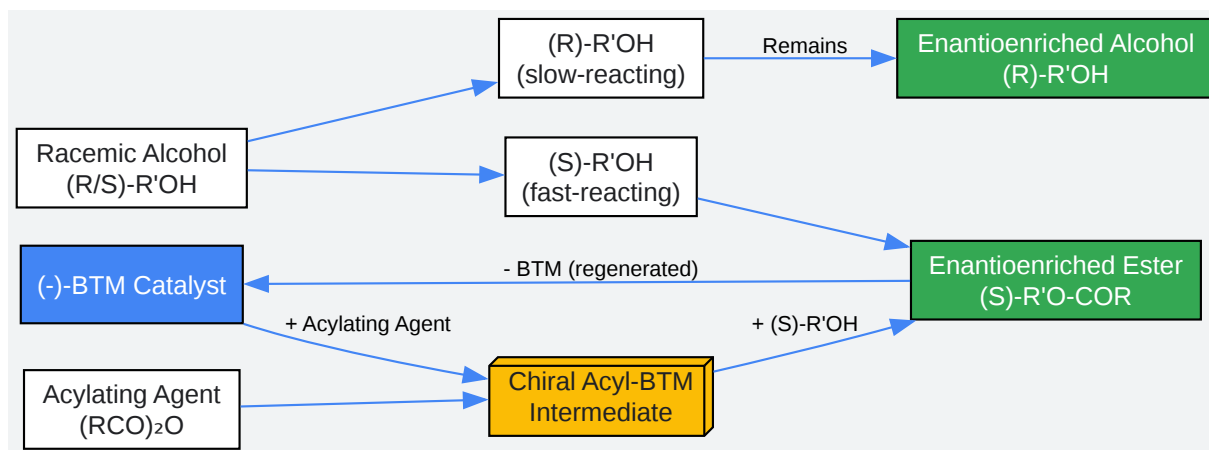 (R)-R'OH
(slow-reacting)
Remains
Enantioenriched Alcohol
(R)-R'OH
Racemic Alcohol
(R/S)-R'OH
(S)-R'OH
(fast-reacting)
(-)-BTM Catalyst
- BTM (regenerated)
Enantioenriched Ester
(S)-R'O-COR
+ Acylating Agent
+ (S)-R'OH
Acylating Agent
(RCO)₂O
Chiral Acyl-BTM
Intermediate